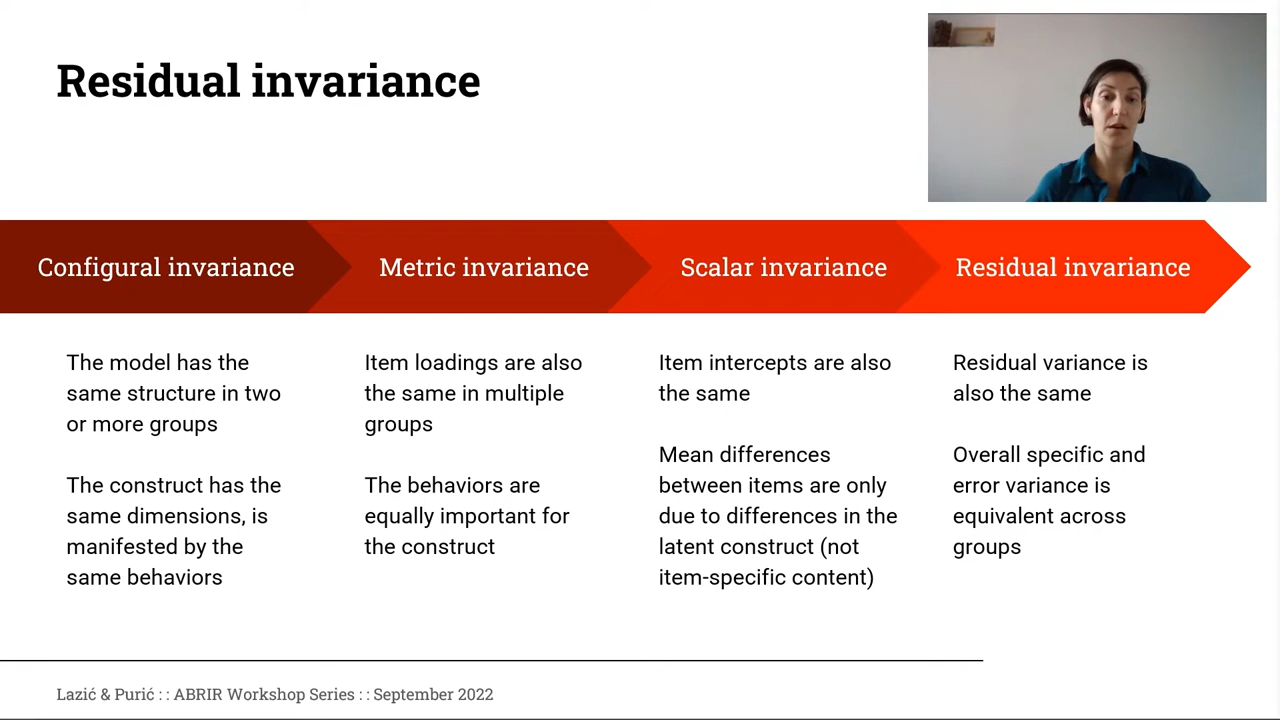 Residual invariance
Configural invariance
Metric invariance
Scalar invariance
Residual invariance
The model has the
same structure in two
or more groups
The construct has the
same dimensions, is
manifested by the
same behaviors
Item loadings are also
the same in multiple
groups
The behaviors are
equally important for
the construct
Item intercepts are also
the same
Mean differences
between items are only
due to differences in the
latent construct (not
item-specific content)
Residual variance is
also the same
Overall specific and
error variance is
equivalent across
groups
Lazić & Purić : : ABRIR Workshop Series : : September 2022